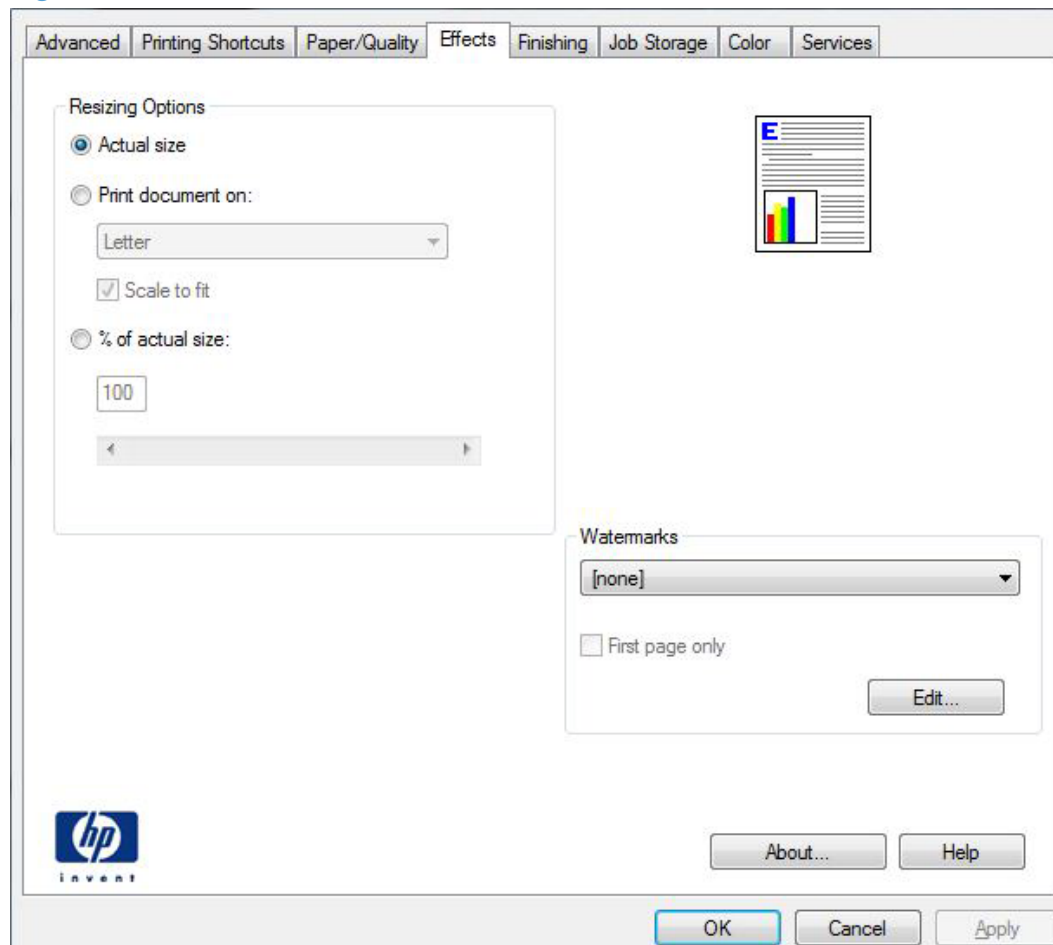 Advanced Printing Shortcuts Paper/Quality Effects Finishing Job Storage Color Services
Resizing Options
Actual size
Print document on:
Letter
Scale to fit
% of actual size:
100
E
Watermarks
[none]
First page only
Edit...
hp
invent
About... Help
OK Cancel Apply